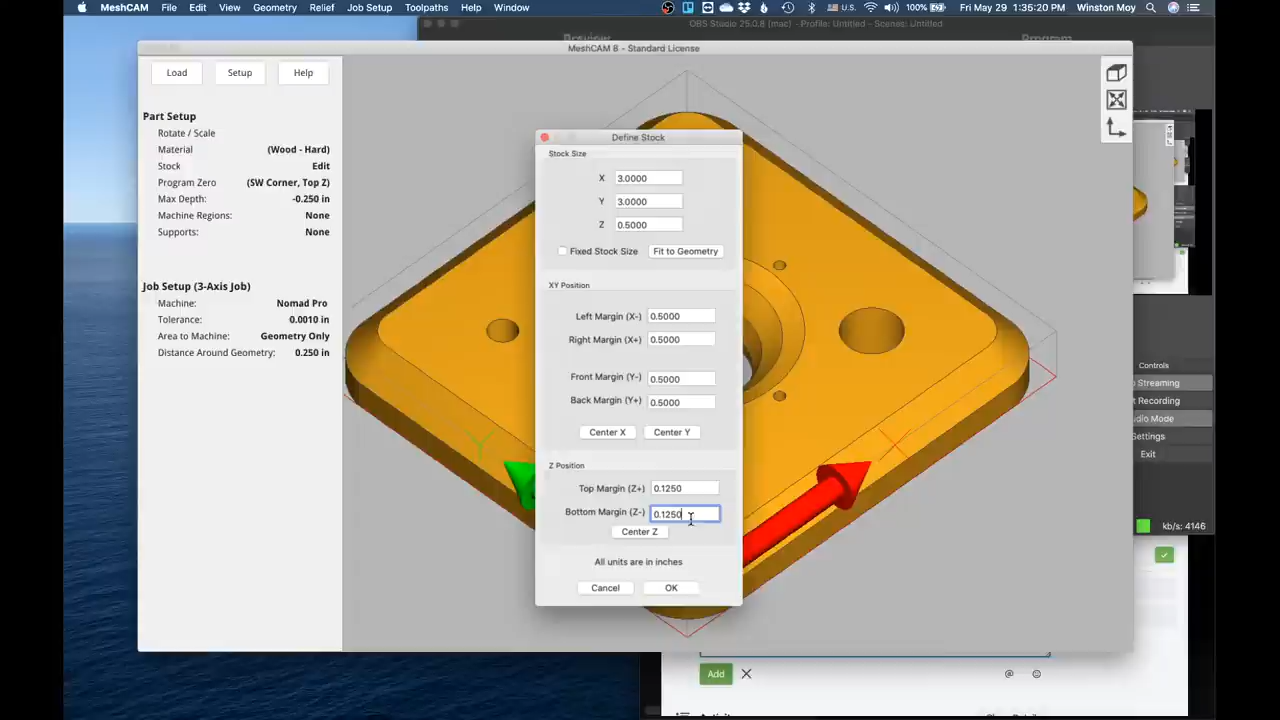 MeshCAM File Edit View Geometry Relief Job Setup Toolpaths Help Window U.S. 100% Fri May 29 1:35:20 PM Winston Moy
OBS Studio 25.0.8 (mac) - Profile: Untitled - Scenes: Untitled
Program
MeshCAM 8 - Standard License
Load Setup Help
Part Setup
Rotate / Scale
Material (Wood - Hard)
Stock Edit
Program Zero (SW Corner, Top Z)
Max Depth: -0.250 in
Machine Regions: None
Supports: None
Job Setup (3-Axis Job)
Machine: Nomad Pro
Tolerance: 0.0010 in
Area to Machine: Geometry Only
Distance Around Geometry: 0.250 in
Define Stock
Stock Size
X 3.0000
Y 3.0000
Z 0.5000
Fixed Stock Size Fit to Geometry
XY Position
Left Margin (X-) 0.5000
Right Margin (X+) 0.5000
Front Margin (Y-) 0.5000
Back Margin (Y+) 0.5000
Center X Center Y
Z Position
Top Margin (Z+) 0.1250
Bottom Margin (Z-) 0.1250
Center Z
All units are in inches
Cancel OK
Y
X
Controls
Streaming
Recording
Mode
Settings
Exit
kb/s: 4146
Add